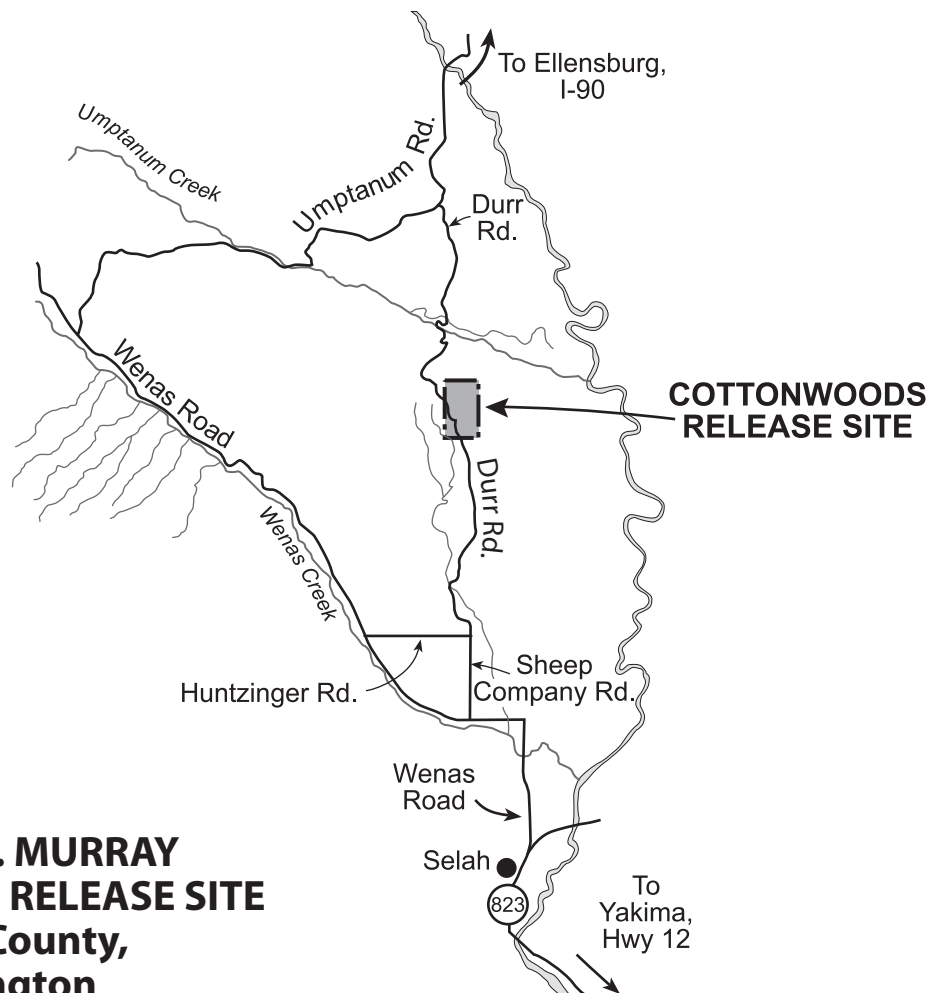 To Ellensburg,
I-90
Umptanum Creek
Umptanum Rd.
Durr
Rd.
Wenas Road
COTTONWOODS
RELEASE SITE
Durr Rd.
Wenas Creek
Huntzinger Rd.
Sheep
Company Rd.
Wenas
Road
Selah
823
To
Yakima,
Hwy 12
. MURRAY
RELEASE SITE
County,
ngton